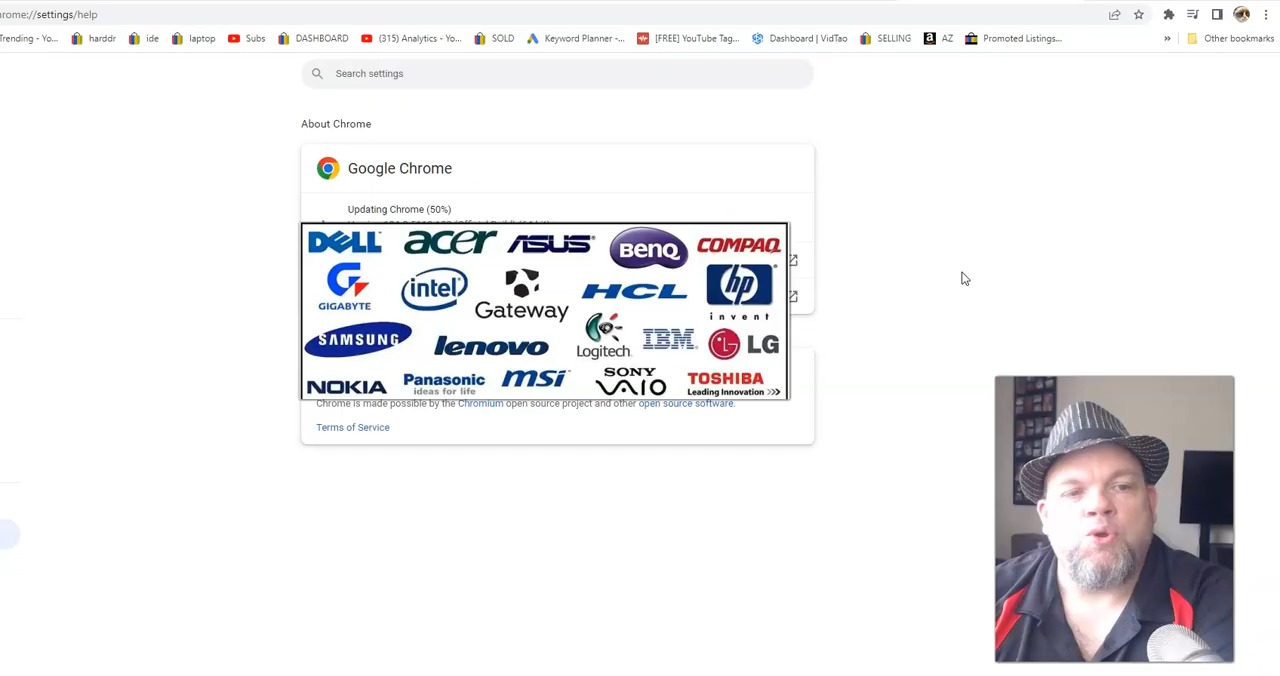 rome://settings/help
Trending - Yo...
harddr
ide
laptop
Subs
DASHBOARD
(315) Analytics - Yo...
SOLD
Keyword Planner -...
[FREE] YouTube Tag...
Dashboard | VidTao
SELLING
AZ
Promoted Listings...
»
Other bookmarks
Search settings
About Chrome
Google Chrome
Updating Chrome (50%)
DELL acer ASUS BenQ COMPAQ
GIGABYTE intel Gateway HCL hp invent
SAMSUNG lenovo Logitech IBM LG
NOKIA Panasonic ideas for life msi SONY VAIO TOSHIBA Leading Innovation >>>
Chrome is made possible by the Chromium open source project and other open source software.
Terms of Service